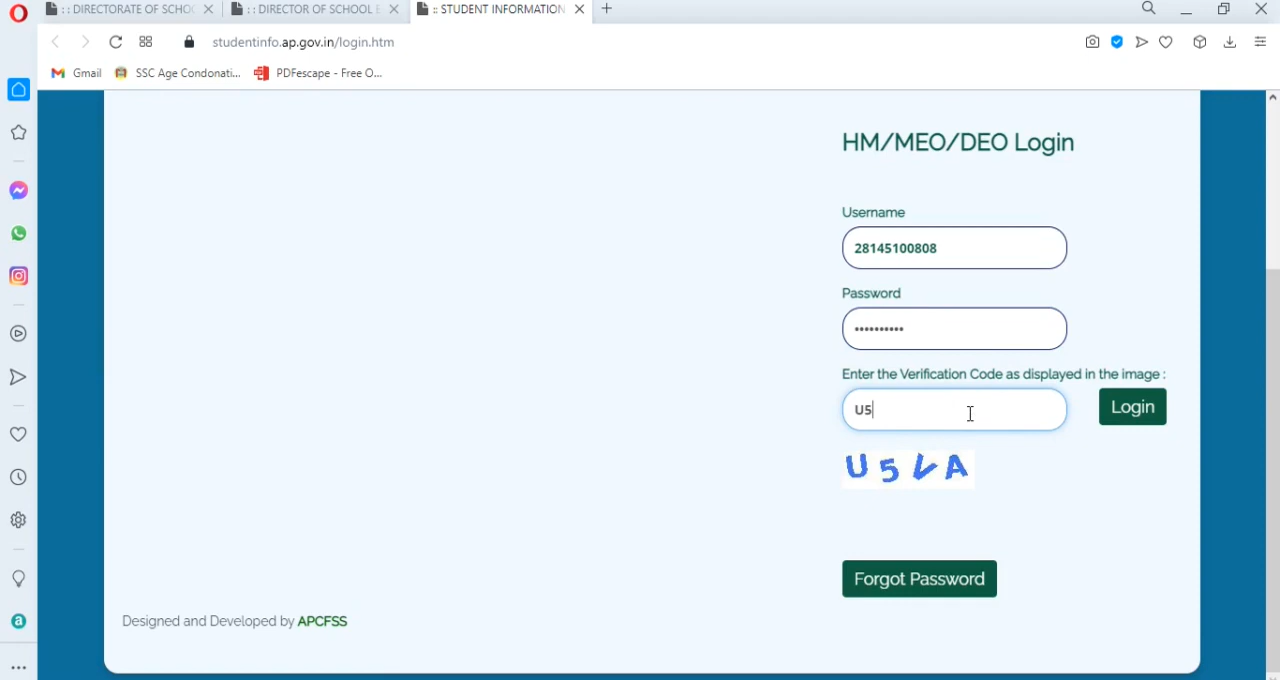 : : DIRECTORATE OF SCHO
: : DIRECTOR OF SCHOOL E
:: STUDENT INFORMATION
studentinfo.ap.gov.in/login.htm
Gmail
SSC Age Condonati...
PDFescape - Free O...
HM/MEO/DEO Login
Username
28145100808
Password
••••••••••
Enter the Verification Code as displayed in the image :
U5
Login
Forgot Password
Designed and Developed by APCFSS